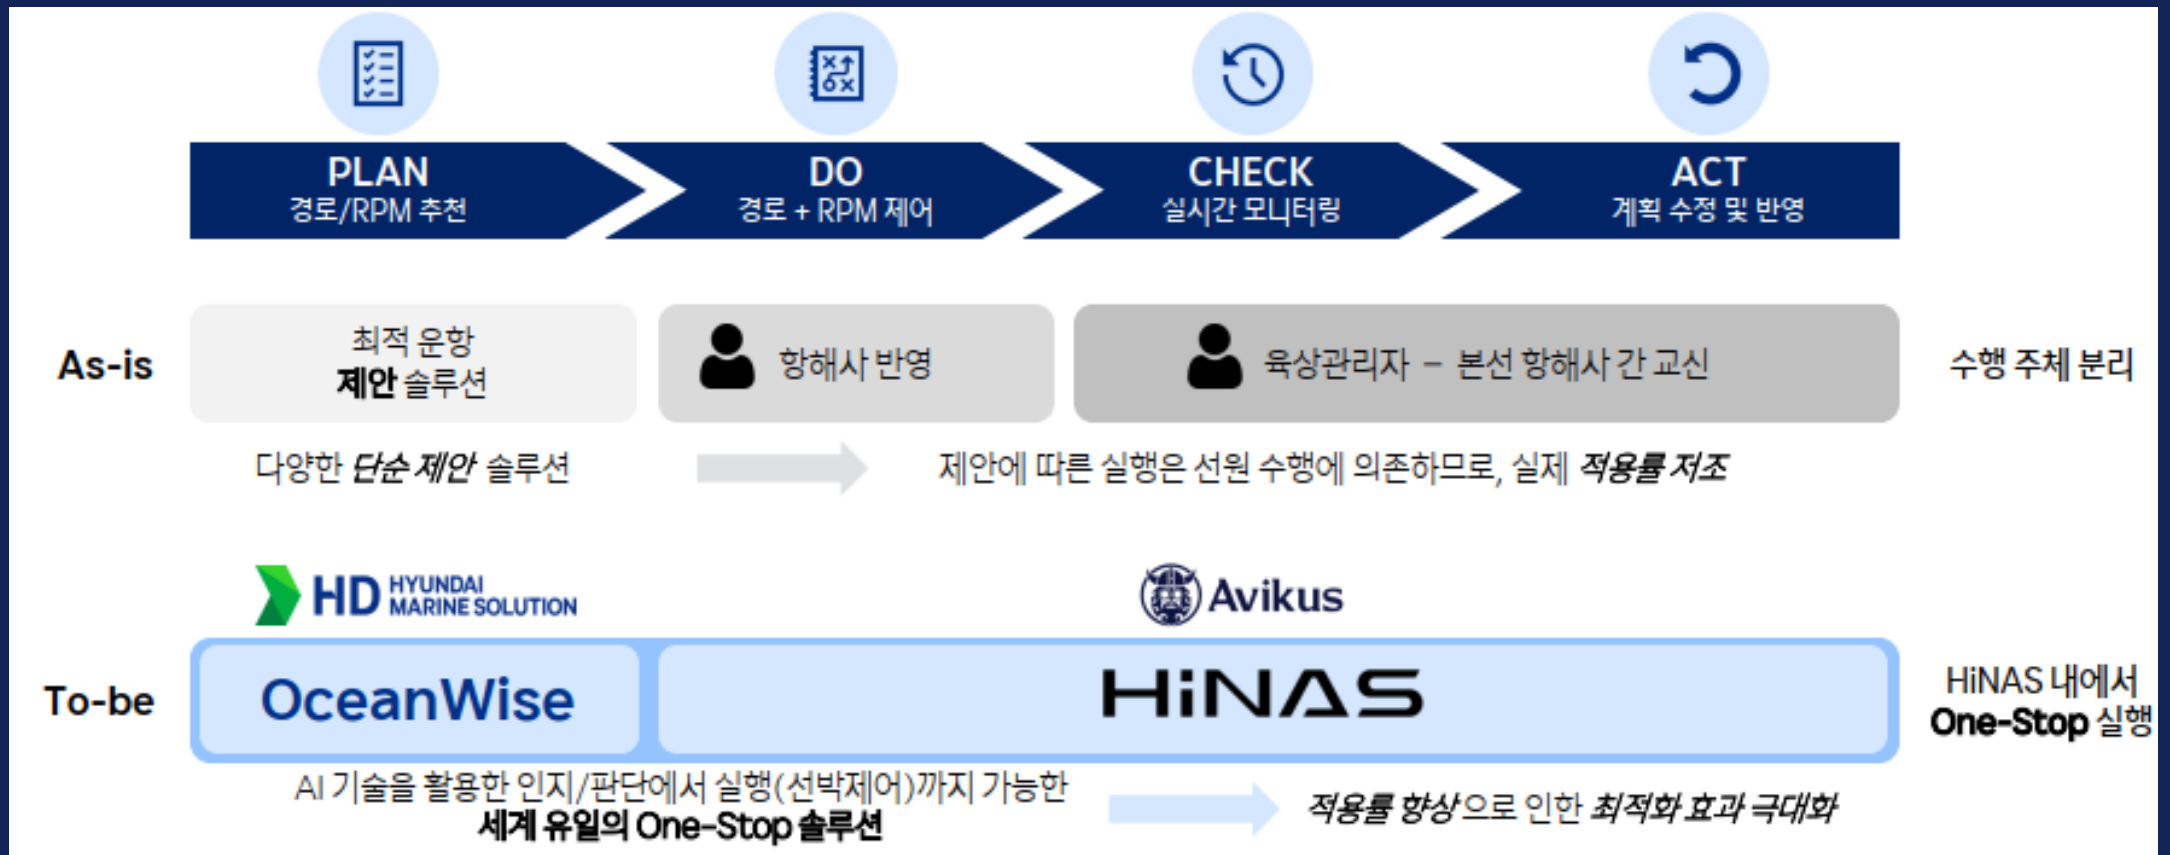 PLAN
경로/RPM 추천
DO
경로 + RPM 제어
CHECK
실시간 모니터링
ACT
계획 수정 및 반영
As-is
최적 운항
제안 솔루션
항해사 반영
육상관리자 – 본선 항해사 간 교신
수행 주체 분리
다양한 단순 제안 솔루션
제안에 따른 실행은 선원 수행에 의존하므로, 실제 적용률 저조
HD HYUNDAI
MARINE SOLUTION
Avikus
To-be
OceanWise
HiNAS
HiNAS 내에서
One-Stop 실행
AI 기술을 활용한 인지/판단에서 실행(선박제어)까지 가능한
세계 유일의 One-Stop 솔루션
적용률 향상으로 인한 최적화 효과 극대화